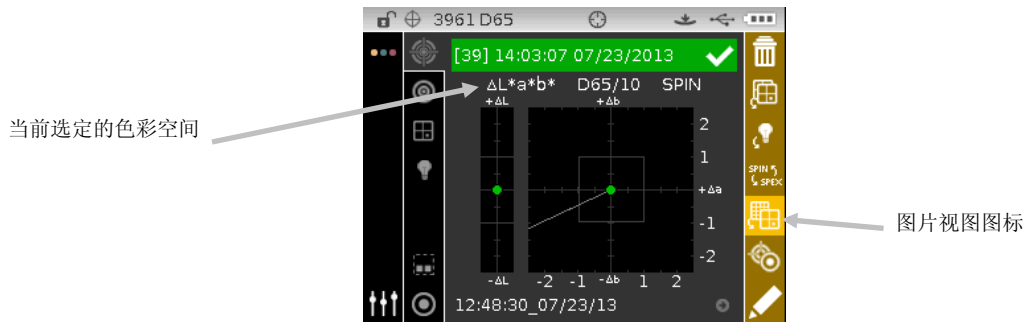 3961 D65
[39] 14:03:07 07/23/2013
ΔL*a*b* D65/10 SPIN
+ΔL +Δb
当前选定的色彩空间
2
1
SPIN
SPEX
+Δa
-1
图片视图图标
-2
-ΔL -2 -1 -Δb 1 2
12:48:30_07/23/13